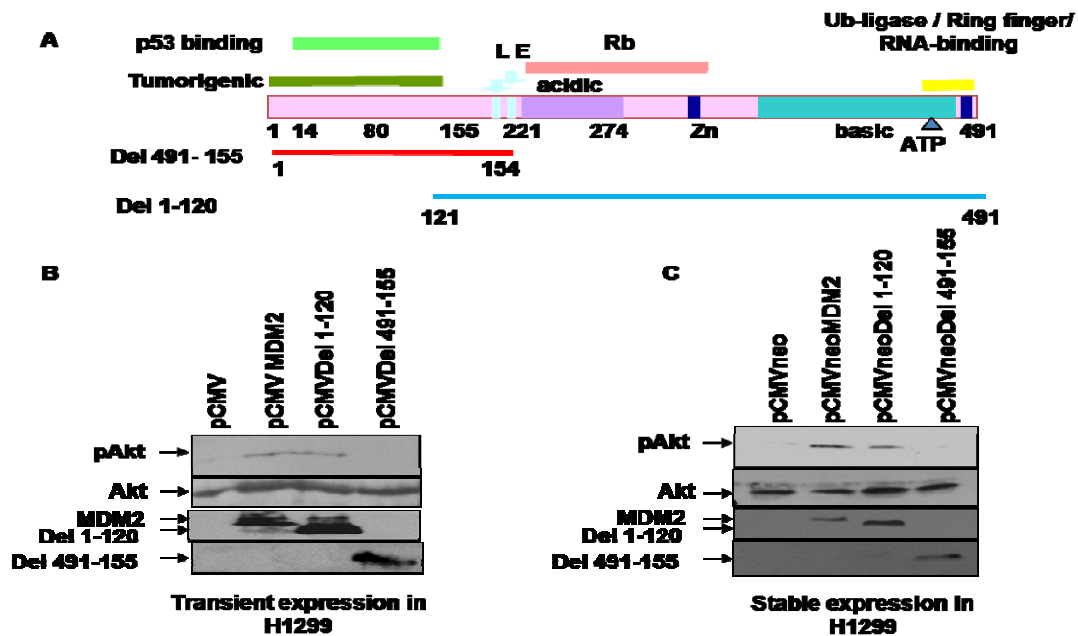 A
Ub-ligase / Ring finger/
RNA-binding
p53 binding
L E
Rb
Tumorigenic
acidic
1 14 80 155 221 274 Zn basic 491
ATP
Del 491- 155
1 154
Del 1-120
121 491
B
pCMV
pCMV MDM2
pCMVDel 1-120
pCMVDel 491-155
pAkt
Akt
MDM2
Del 1-120
Del 491-155
Transient expression in
H1299
C
pCMVneo
pCMVneoMDM2
pCMVneoDel 1-120
pCMVneoDel 491-155
pAkt
Akt
MDM2
Del 1-120
Del 491-155
Stable expression in
H1299